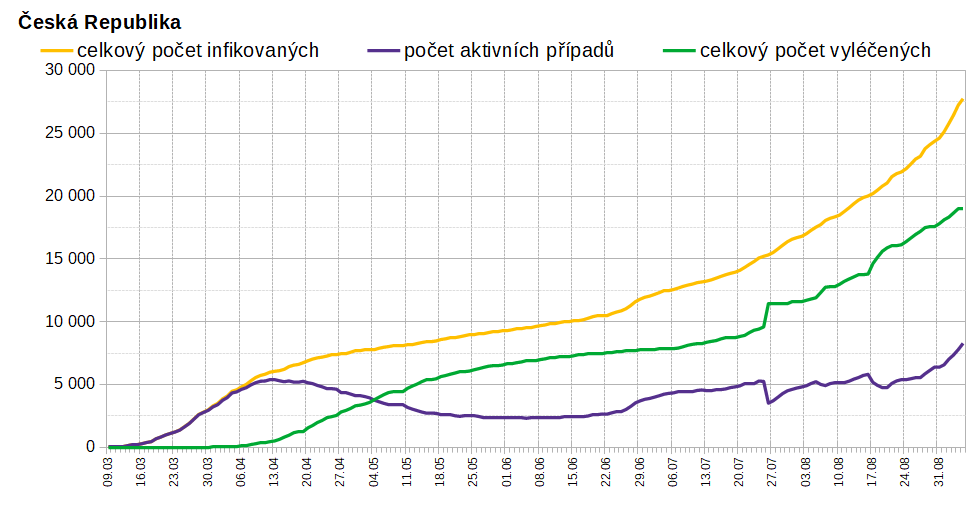 Česká Republika
celkový počet infikovaných počet aktivních případů celkový počet vyléčených
30 000
25 000
20 000
15 000
10 000
5 000
0
09.03 16.03 23.03 30.03 06.04 13.04 20.04 27.04 04.05 11.05 18.05 25.05 01.06 08.06 15.06 22.06 29.06 06.07 13.07 20.07 27.07 03.08 10.08 17.08 24.08 31.08